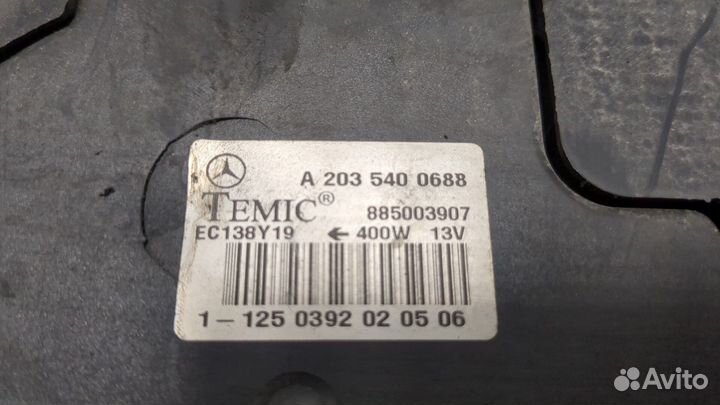 A 203 540 0688
TEMIC® 885003907
EC138Y19 ← 400W 13V
1-125 0392 02 05 06
Avito